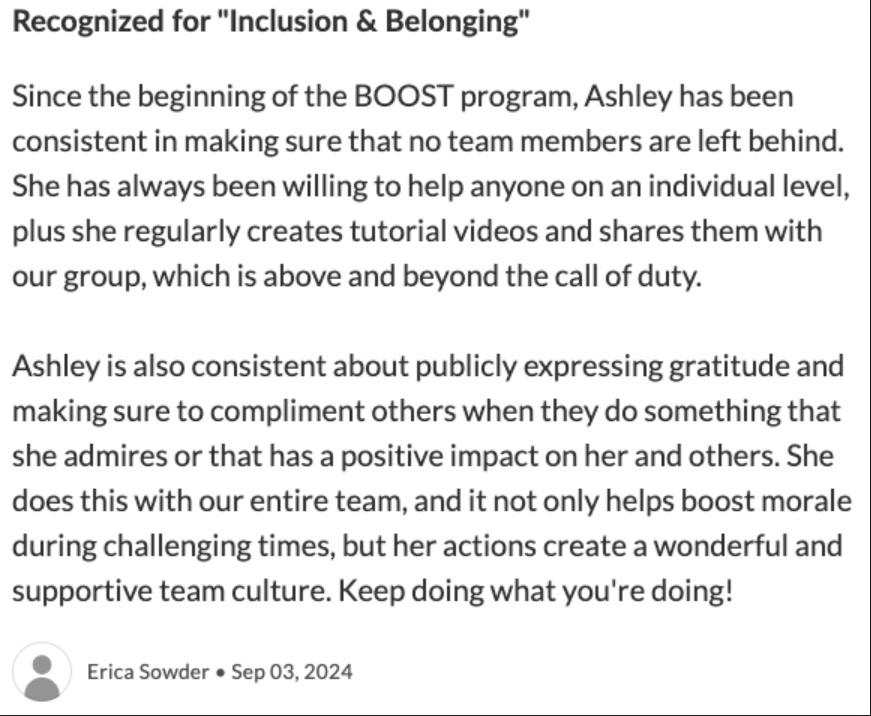 Recognized for "Inclusion & Belonging"
Since the beginning of the BOOST program, Ashley has been
consistent in making sure that no team members are left behind.
She has always been willing to help anyone on an individual level,
plus she regularly creates tutorial videos and shares them with
our group, which is above and beyond the call of duty.
Ashley is also consistent about publicly expressing gratitude and
making sure to compliment others when they do something that
she admires or that has a positive impact on her and others. She
does this with our entire team, and it not only helps boost morale
during challenging times, but her actions create a wonderful and
supportive team culture. Keep doing what you're doing!
Erica Sowder • Sep 03, 2024